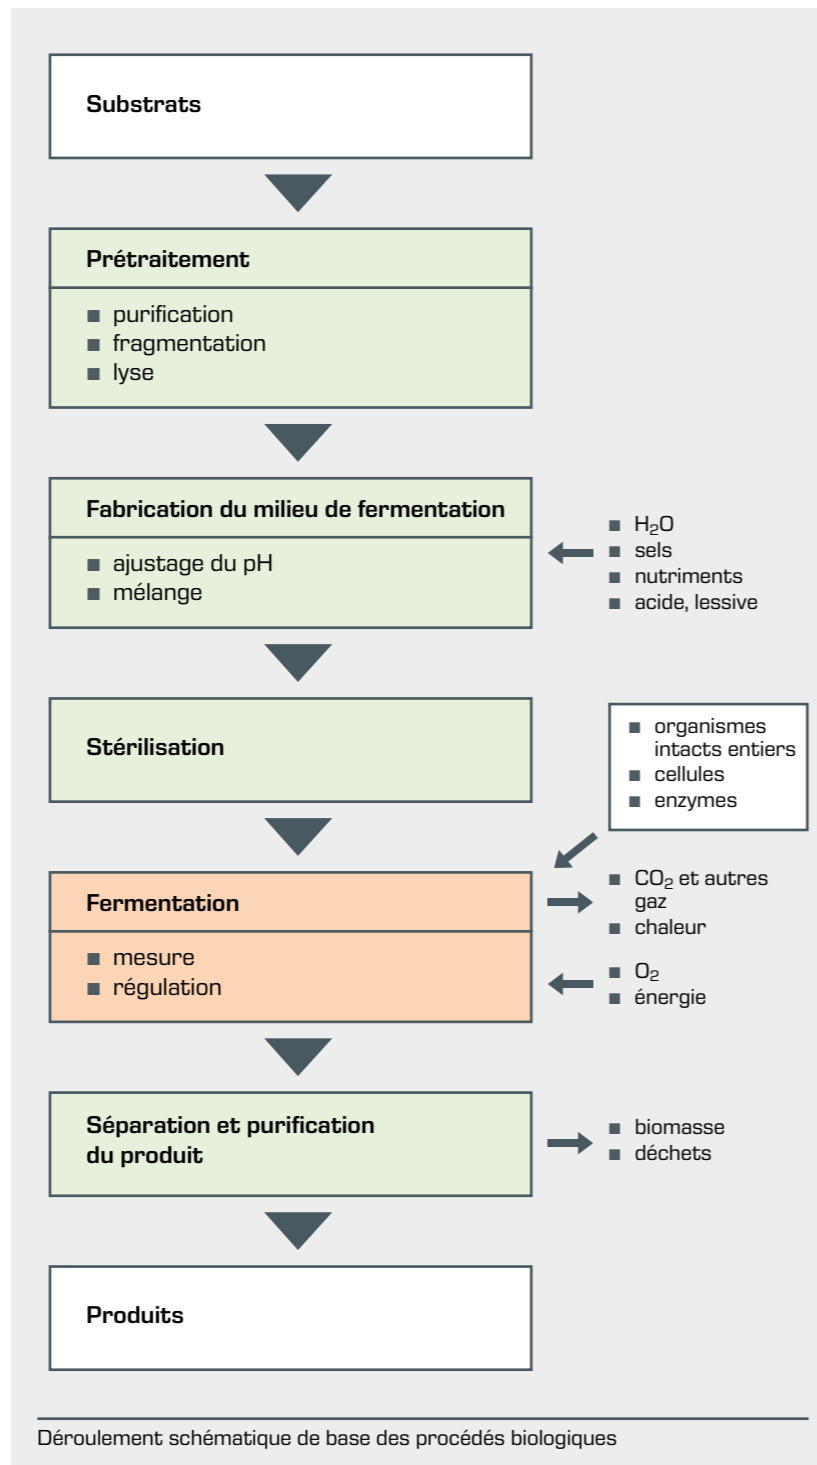 Substrats
Prétraitement
■ purification
■ fragmentation
■ lyse
Fabrication du milieu de fermentation
■ ajustage du pH
■ mélange
■ H₂O
■ sels
■ nutriments
■ acide, lessive
Stérilisation
■ organismes
intacts entiers
■ cellules
■ enzymes
Fermentation
■ mesure
■ régulation
■ CO₂ et autres
gaz
■ chaleur
■ O₂
■ énergie
Séparation et purification
du produit
■ biomasse
■ déchets
Produits
Déroulement schématique de base des procédés biologiques